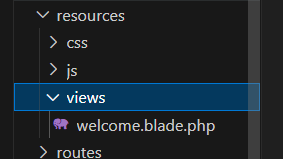 resources
css
js
views
welcome.blade.php
routes